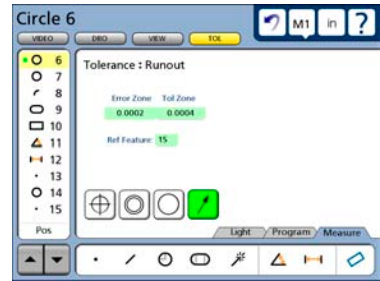 Circle 6
M1 in ?
VIDEO DRO VIEW TOL
6
7
8
9
10
11
12
13
14
15
Pos
Tolerance : Runout
Error Zone Tol Zone
0.0002 0.0004
Ref Feature 15
Light Program Measure